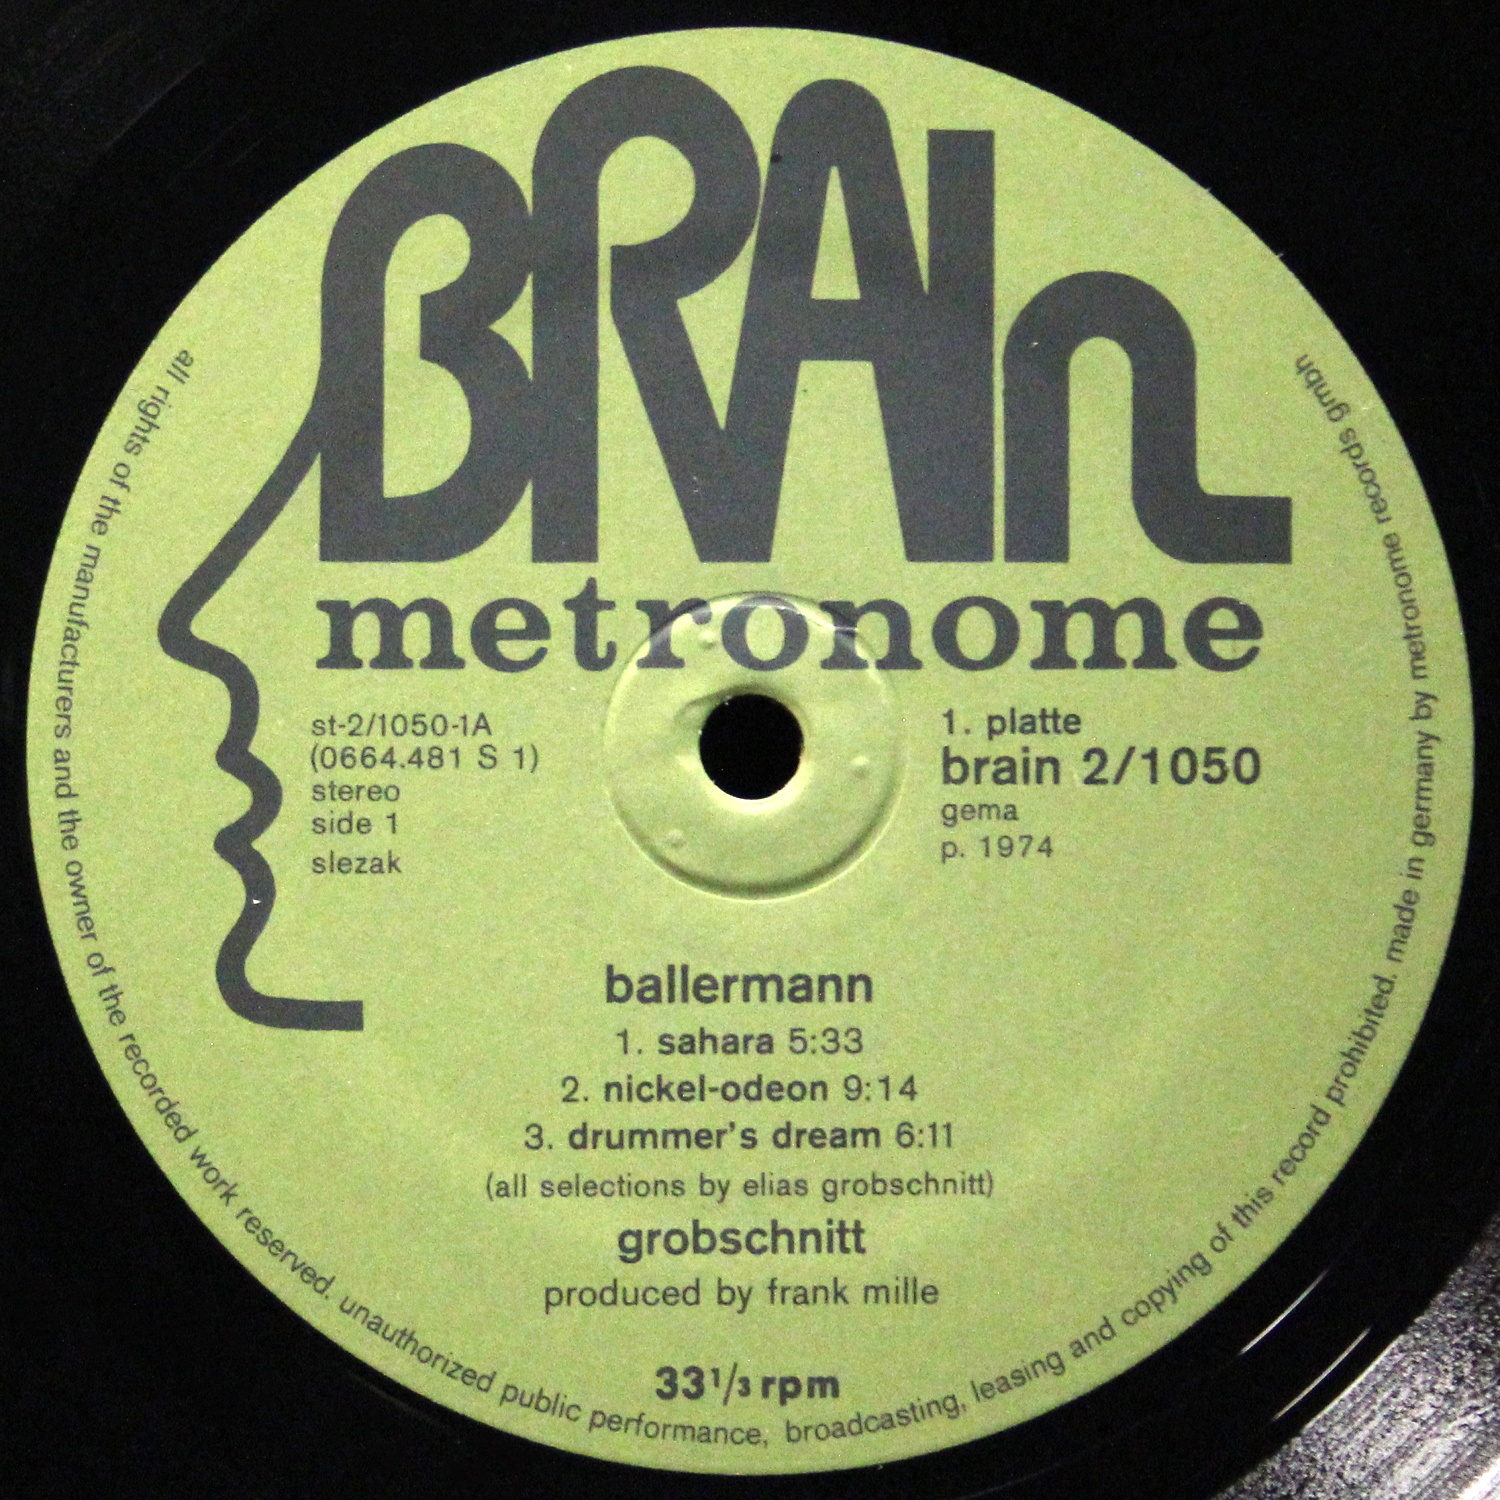 BRAIn
metronome
st-2/1050-1A
(0664.481 S 1)
stereo
side 1
slezak
1. platte
brain 2/1050
gema
p. 1974
ballermann
1. sahara 5:33
2. nickel-odeon 9:14
3. drummer's dream 6:11
(all selections by elias grobschnitt)
grobschnitt
produced by frank mille
33 1/3 rpm
all rights of the manufacturers and the owner of the recorded work reserved. unauthorized public performance, broadcasting, leasing and copying of this record prohibited. made in germany by metronome records gmbh